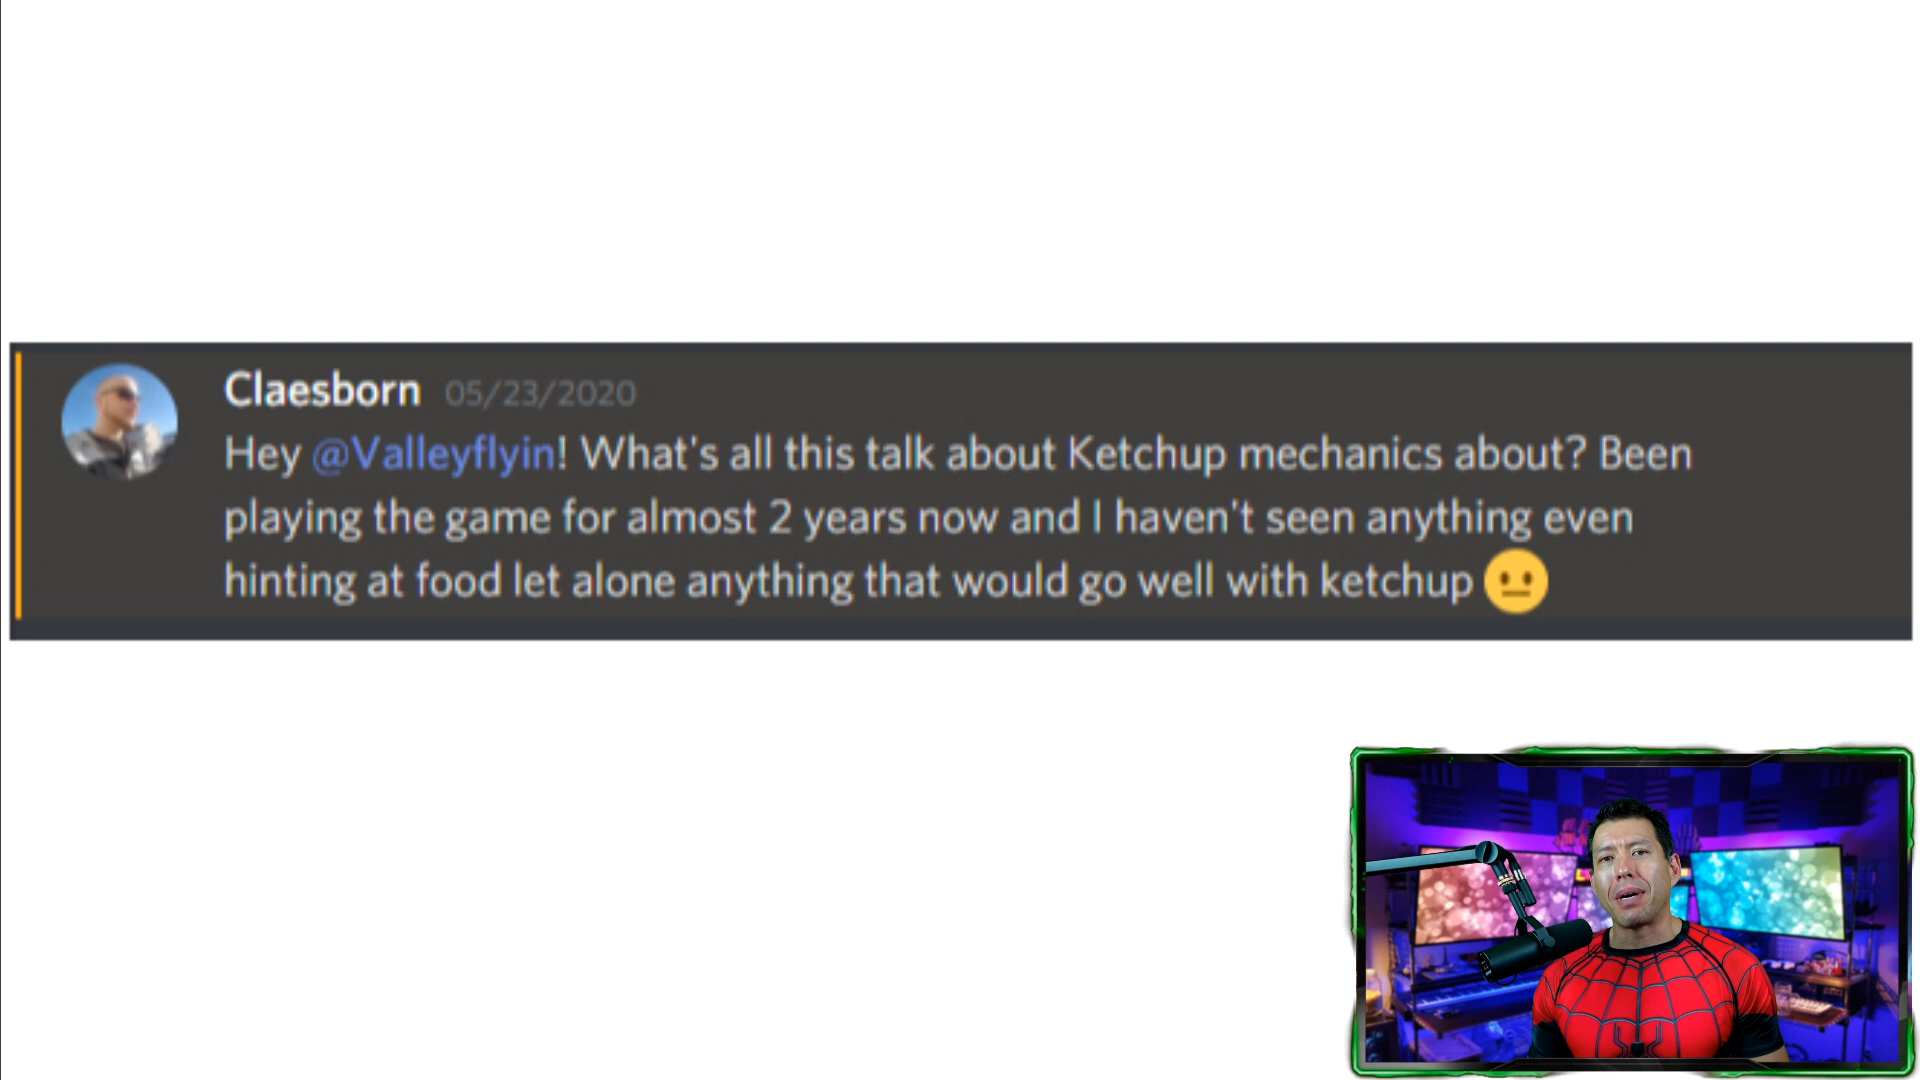 Claesborn 05/23/2020
Hey @Valleyflyin! What's all this talk about Ketchup mechanics about? Been
playing the game for almost 2 years now and I haven't seen anything even
hinting at food let alone anything that would go well with ketchup 😐